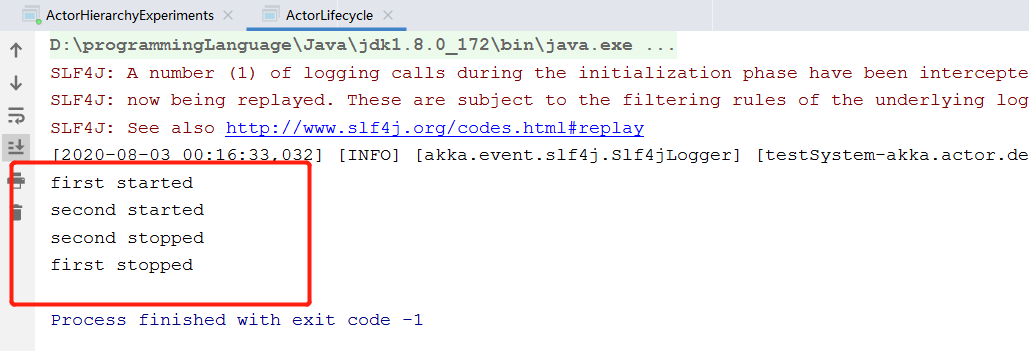 ActorHierarchyExperiments ActorLifecycle
D:\programmingLanguage\Java\jdk1.8.0_172\bin\java.exe ...
SLF4J: A number (1) of logging calls during the initialization phase have been intercepte
SLF4J: now being replayed. These are subject to the filtering rules of the underlying log
SLF4J: See also http://www.slf4j.org/codes.html#replay
[2020-08-03 00:16:33,032] [INFO] [akka.event.slf4j.Slf4jLogger] [testSystem-akka.actor.de
first started
second started
second stopped
first stopped
Process finished with exit code -1